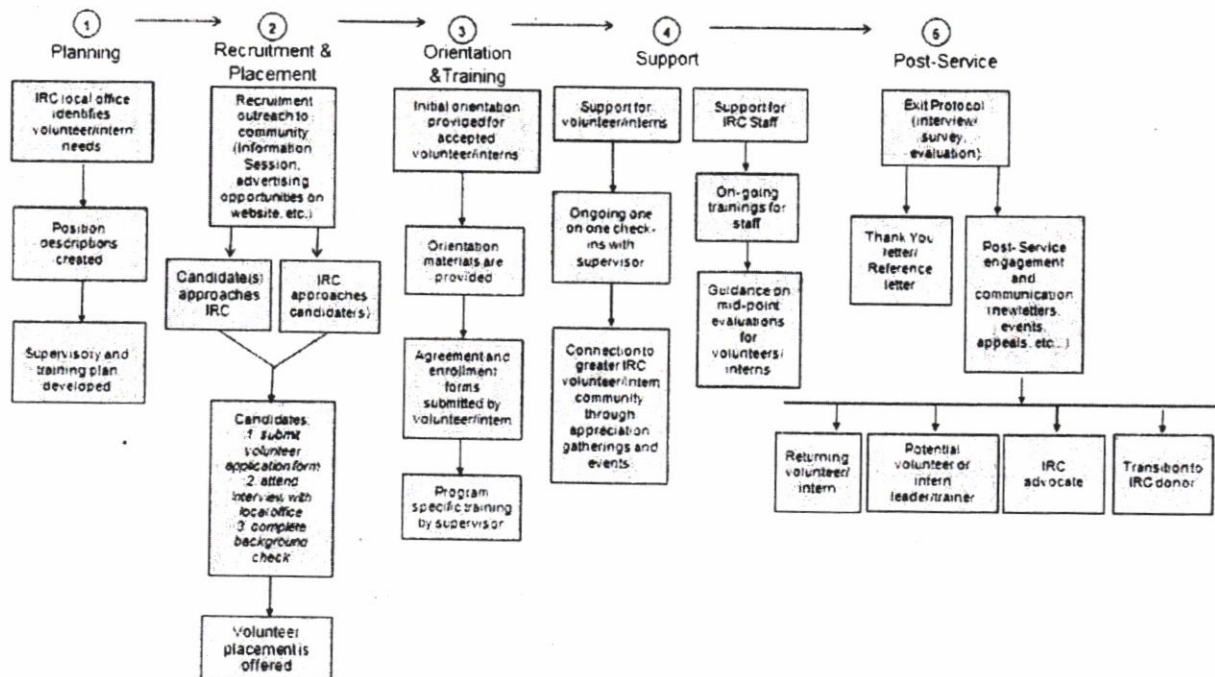 1
Planning
IRC local office
identifies
volunteer/intern
needs
Position
descriptions
created
Supervisory and
training plan
developed
2
Recruitment &
Placement
Recruitment
outreach to
community
(Information
Session,
advertising
opportunities on
website, etc.)
Candidate(s)
approaches
IRC
IRC
approaches
candidate(s)
Candidates:
1. submit
volunteer
application form
2. attend
interview with
local office
3. complete
background
check
Volunteer
placement is
offered
3
Orientation
&Training
Initial orientation
provided for
accepted
volunteer/interns
Orientation
materials are
provided
Agreement and
enrollment
forms
submitted by
volunteer/intern
Program
specific training
by supervisor
4
Support
Support for
volunteer/interns
Ongoing one
on one check-
ins with
supervisor
Connection to
greater IRC
volunteer/intern
community
through
appreciation
gatherings and
events
Support for
IRC Staff
On-going
trainings for
staff
Guidance on
mid-point
evaluations for
volunteers/
interns
5
Post-Service
Exit Protocol
(interview/
survey,
evaluation)
Thank You
letter/
Reference
letter
Post- Service
engagement
and
communication
(newletters,
events,
appeals, etc...)
Returning
volunteer/
intern
Potential
volunteer or
intern
leader/trainer
IRC
advocate
Transition to
IRC donor